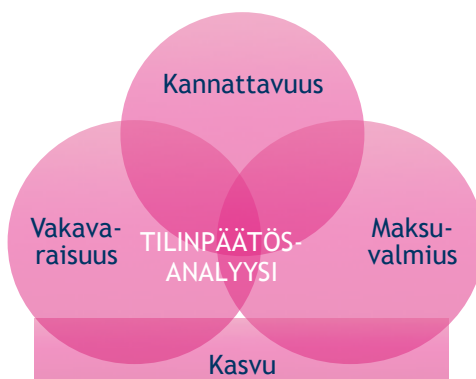 Kannattavuus
Vakava-
raisuus
TILINPÄÄTÖS-
ANALYYSI
Maksu-
valmius
Kasvu